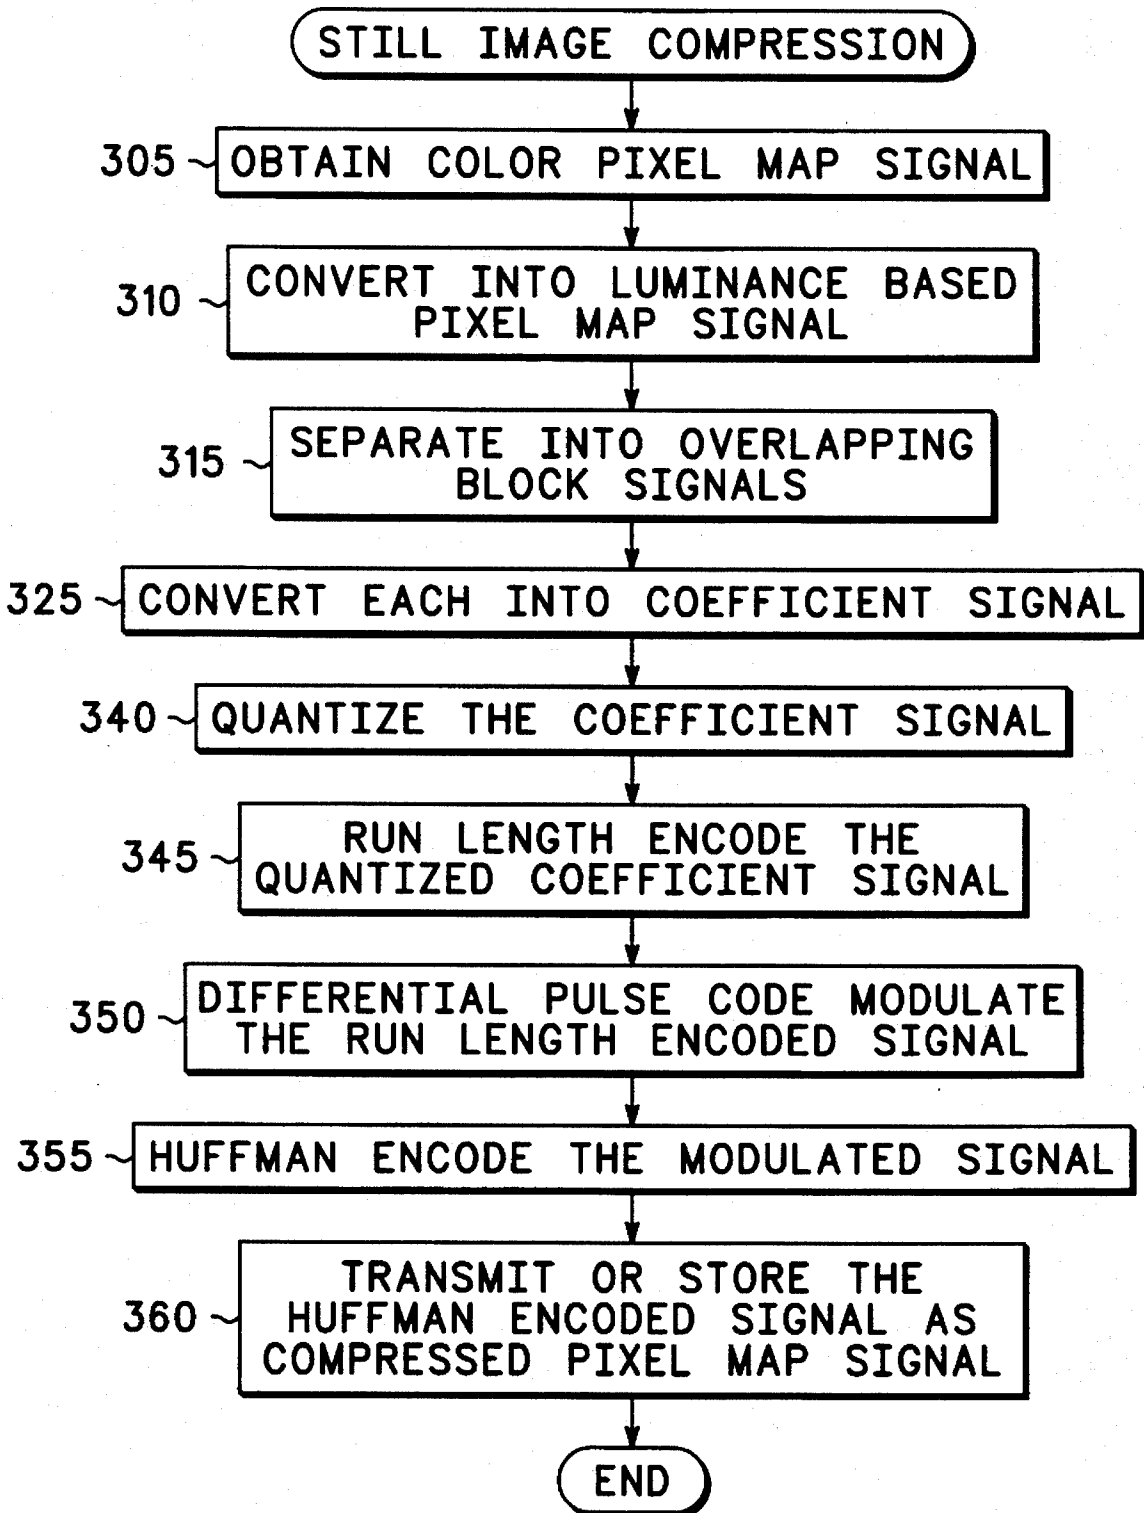 STILL IMAGE COMPRESSION
305
OBTAIN COLOR PIXEL MAP SIGNAL
310
CONVERT INTO LUMINANCE BASED
PIXEL MAP SIGNAL
315
SEPARATE INTO OVERLAPPING
BLOCK SIGNALS
325
CONVERT EACH INTO COEFFICIENT SIGNAL
340
QUANTIZE THE COEFFICIENT SIGNAL
345
RUN LENGTH ENCODE THE
QUANTIZED COEFFICIENT SIGNAL
350
DIFFERENTIAL PULSE CODE MODULATE
THE RUN LENGTH ENCODED SIGNAL
355
HUFFMAN ENCODE THE MODULATED SIGNAL
360
TRANSMIT OR STORE THE
HUFFMAN ENCODED SIGNAL AS
COMPRESSED PIXEL MAP SIGNAL
END